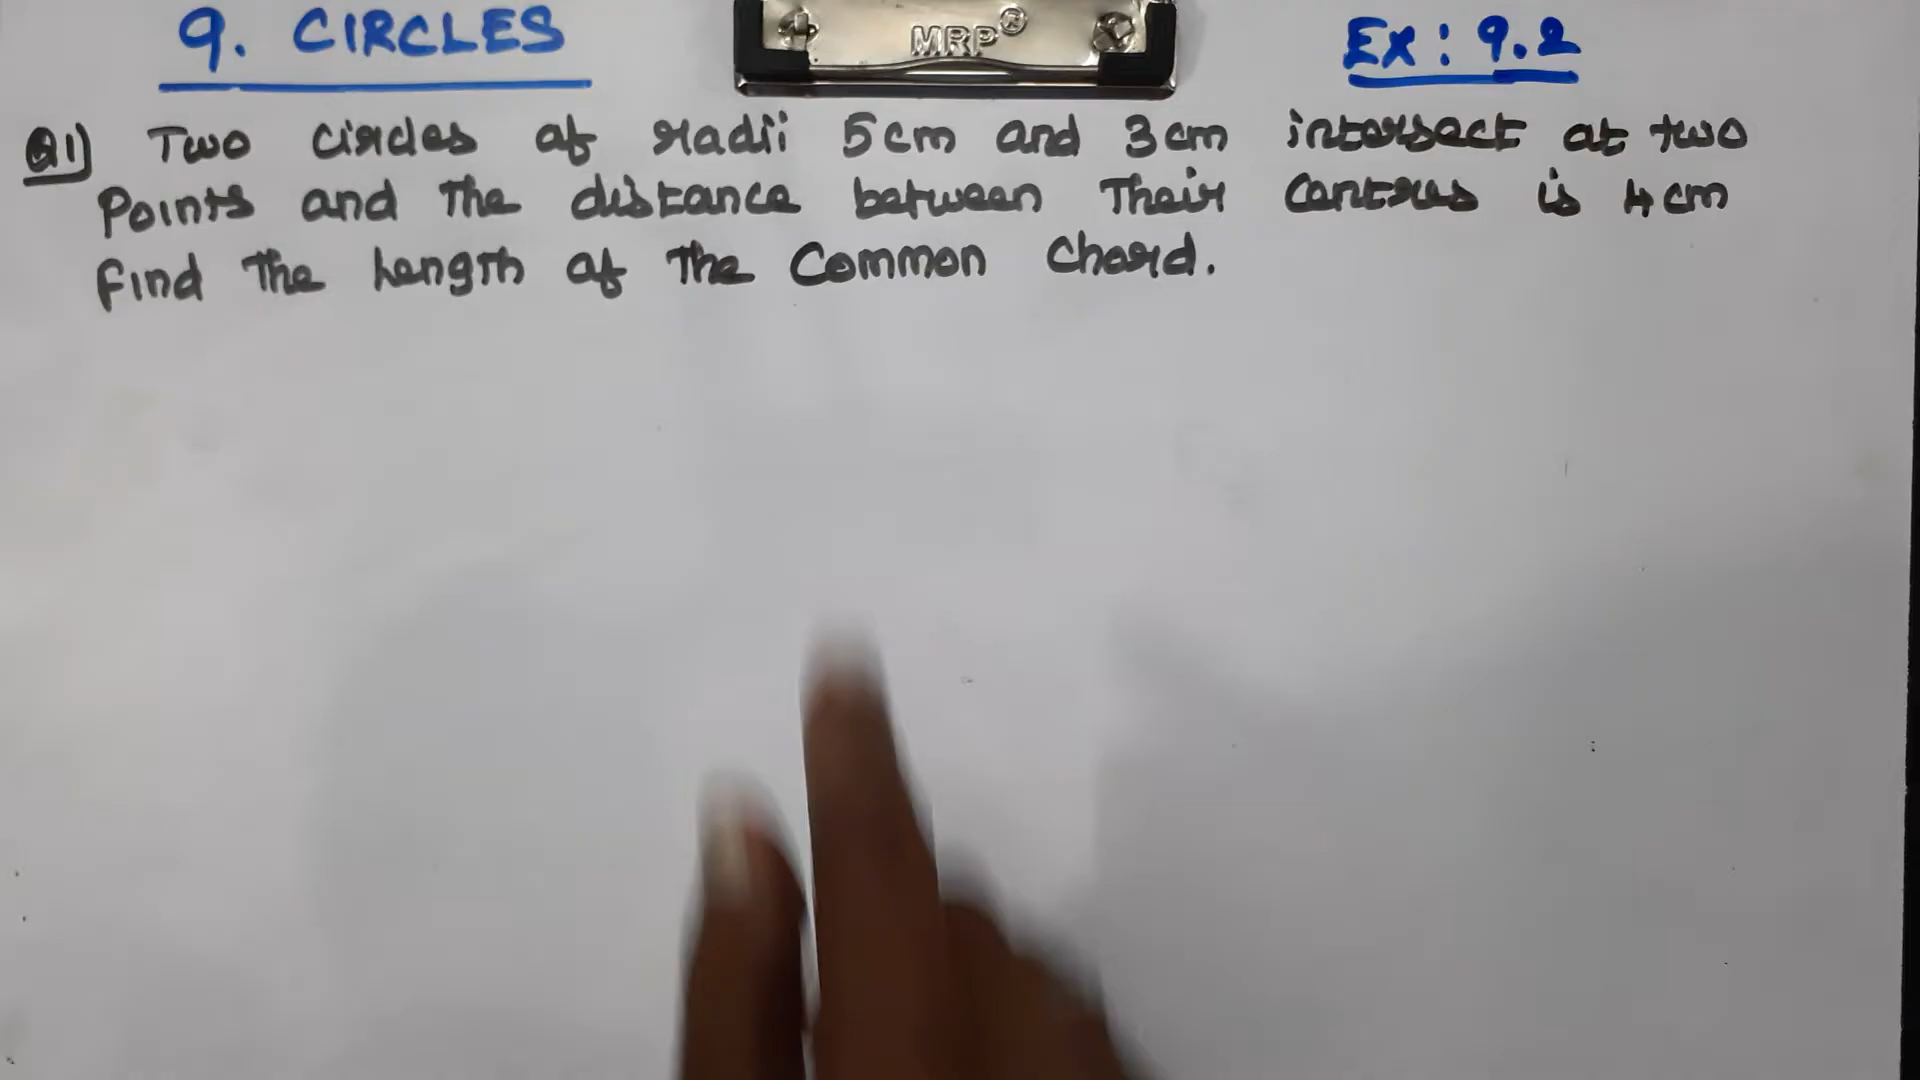 9. CIRCLES
MRP®
Ex: 9.2
Q1) Two circles of radii 5cm and 3cm intersect at two
Points and the distance between their centres is 4cm
Find the length of the common chord.